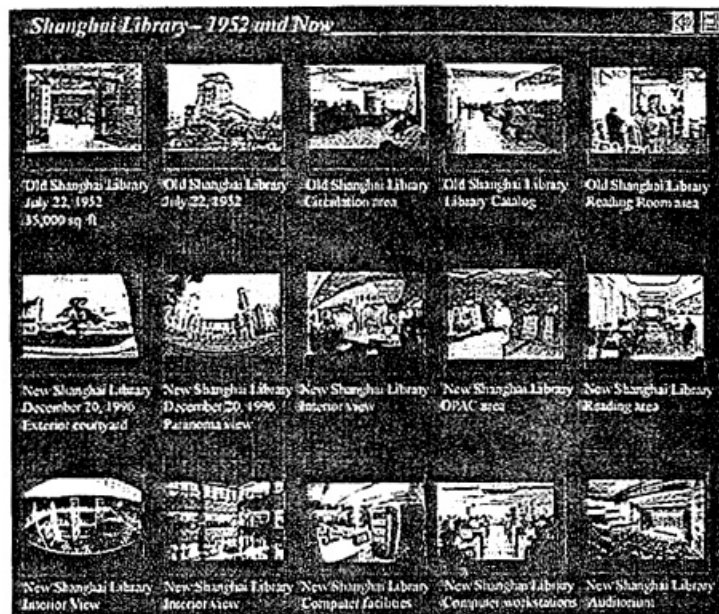 Shanghai Library – 1952 and Now
Old Shanghai Library
July 22, 1952
35,000 sq ft
Old Shanghai Library
July 22, 1952
Old Shanghai Library
Circulation area
Old Shanghai Library
Library Catalog
Old Shanghai Library
Reading Room area
New Shanghai Library
December 20, 1996
Exterior courtyard
New Shanghai Library
December 20, 1996
Paranoma view
New Shanghai Library
Interior view
New Shanghai Library
OPAC area
New Shanghai Library
Reading area
New Shanghai Library
Interior View
New Shanghai Library
Interior view
New Shanghai Library
Computer facilities
New Shanghai Library
Computer workstations
New Shanghai Library
Auditorium